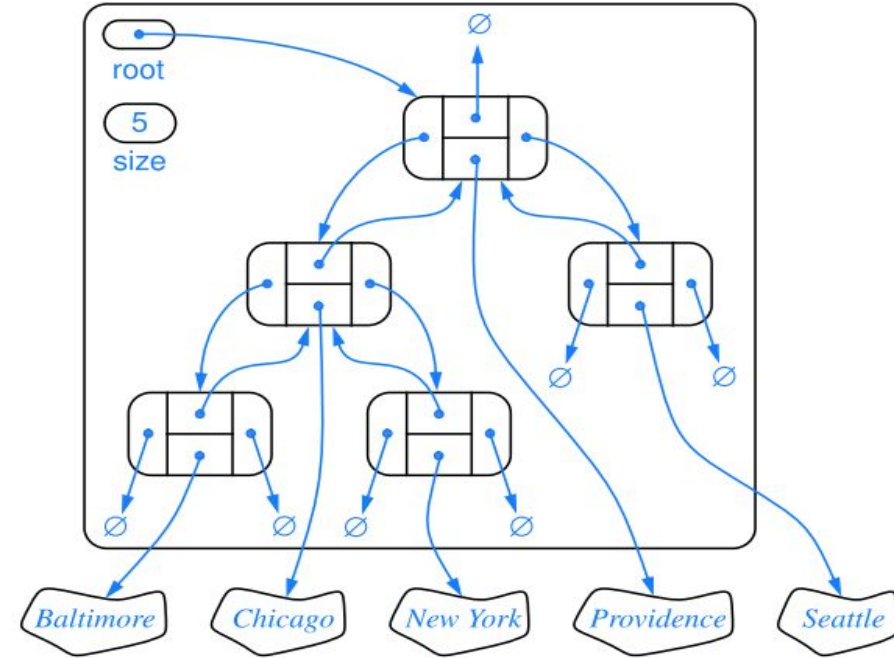 ∅
root
5
size
∅ ∅
∅ ∅ ∅ ∅
Baltimore Chicago New York Providence Seattle